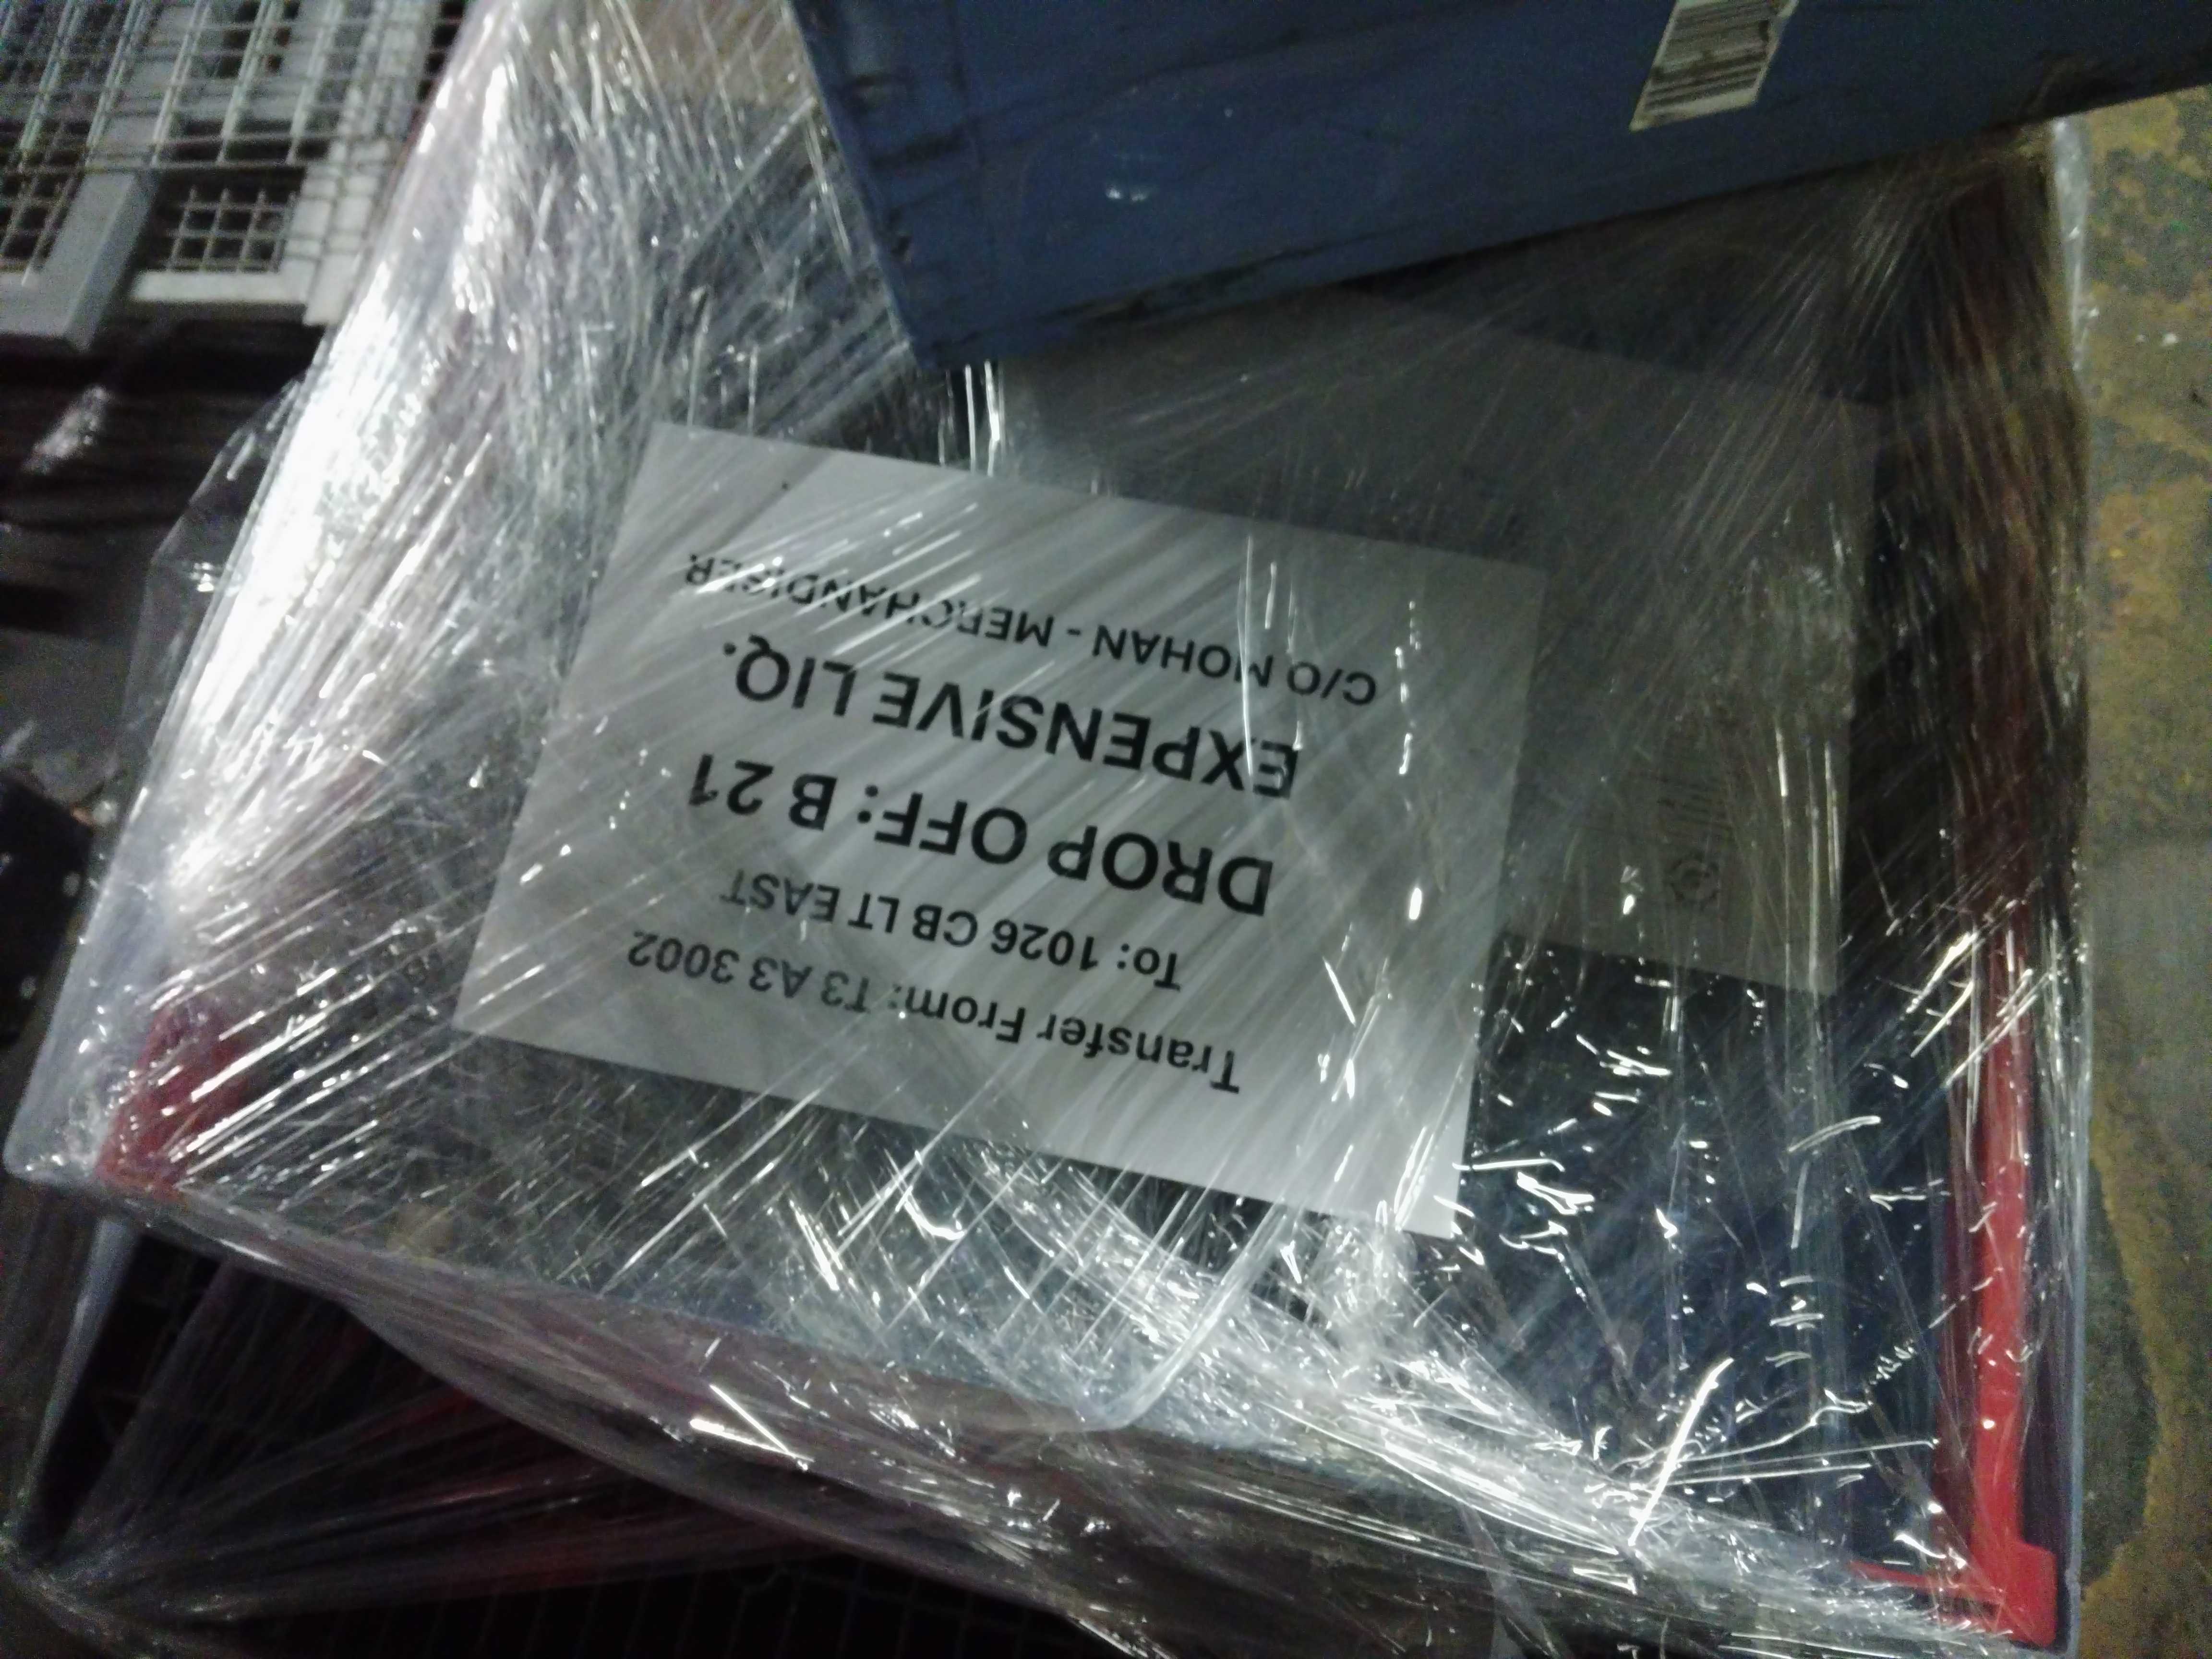 Transfer From: T3 A3 3002
To: 1026 CB LT EAST
DROP OFF: B 21
EXPENSIVE LIQ.
C/O MOHAN - MERCHANDISER